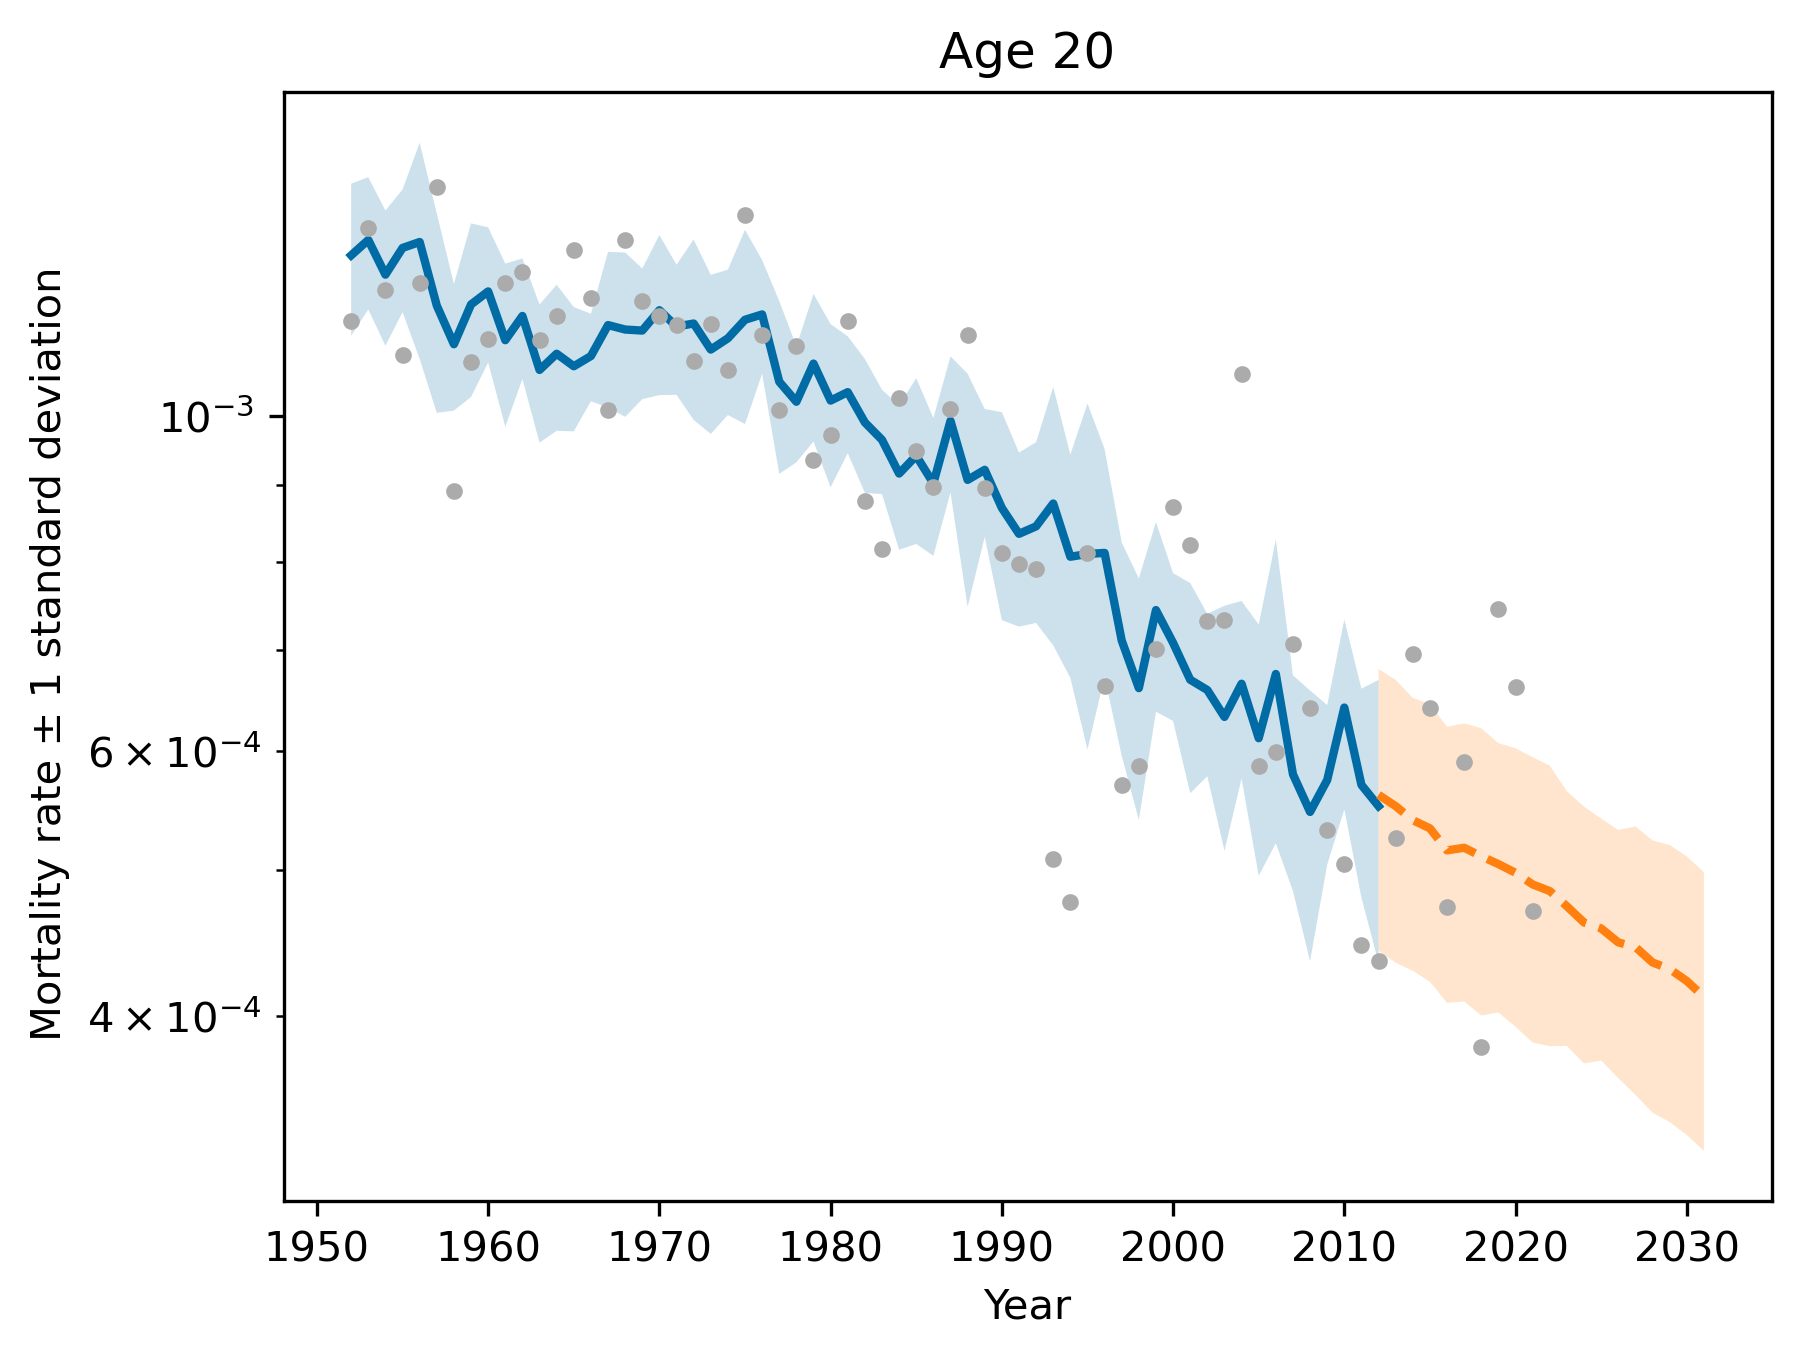 Age 20
Mortality rate ± 1 standard deviation
10⁻³
6 × 10⁻⁴
4 × 10⁻⁴
1950 1960 1970 1980 1990 2000 2010 2020 2030
Year